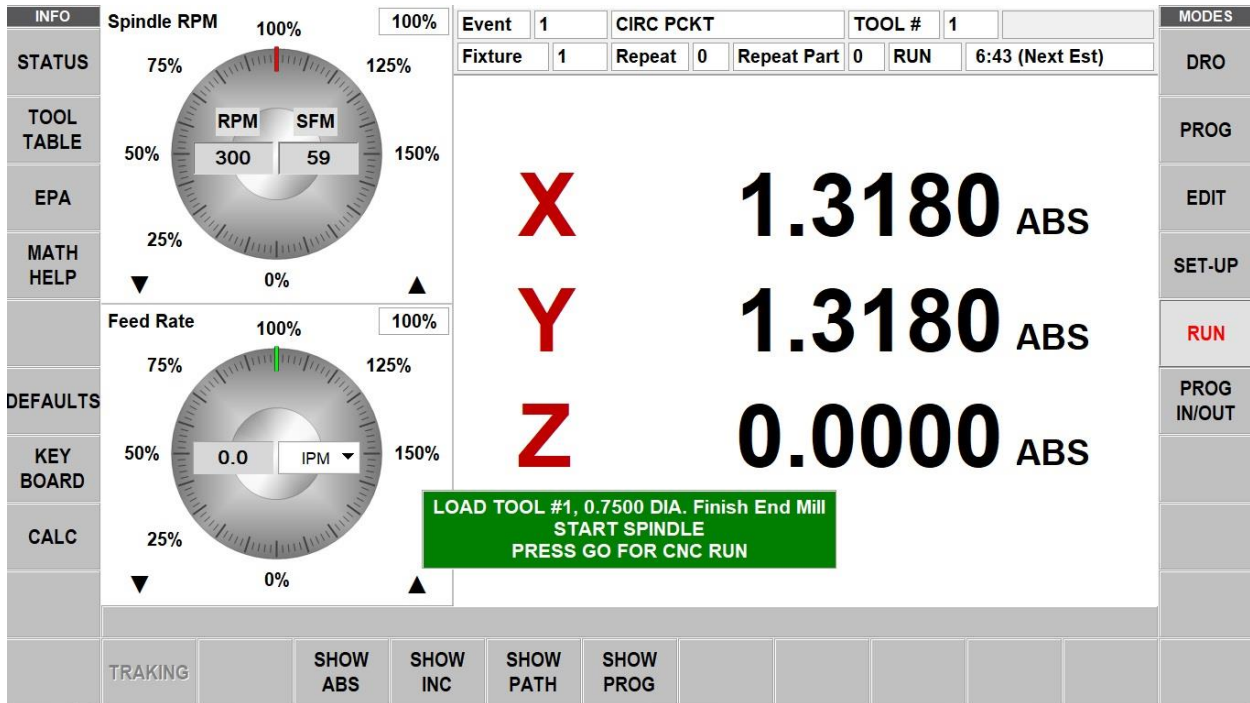 INFO
STATUS
TOOL
TABLE
EPA
MATH
HELP
DEFAULTS
KEY
BOARD
CALC
Spindle RPM
100%
100%
75%
125%
RPM
SFM
50%
300
59
150%
25%
0%
▼
▲
Feed Rate
100%
100%
75%
125%
50%
0.0
IPM ▼
150%
25%
0%
▼
▲
Event 1 CIRC PCKT TOOL # 1
Fixture 1 Repeat 0 Repeat Part 0 RUN 6:43 (Next Est)
X 1.3180 ABS
Y 1.3180 ABS
Z 0.0000 ABS
LOAD TOOL #1, 0.7500 DIA. Finish End Mill
START SPINDLE
PRESS GO FOR CNC RUN
MODES
DRO
PROG
EDIT
SET-UP
RUN
PROG
IN/OUT
TRAKING
SHOW
ABS
SHOW
INC
SHOW
PATH
SHOW
PROG